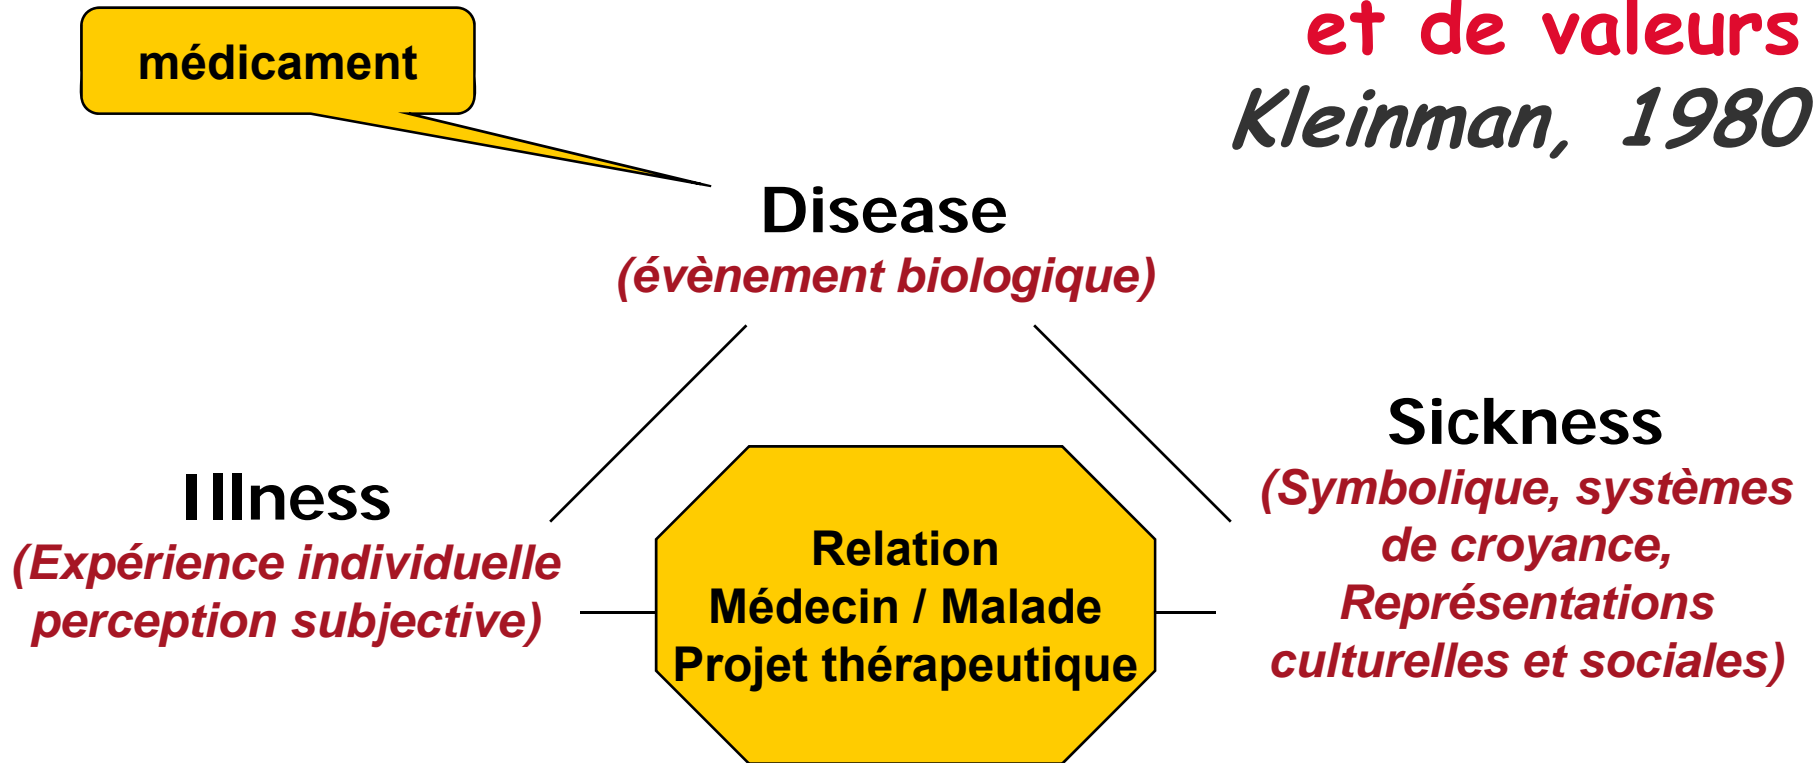 et de valeurs
Kleinman, 1980
médicament
Disease
(évènement biologique)
Illness
(Expérience individuelle
perception subjective)
Relation
Médecin / Malade
Projet thérapeutique
Sickness
(Symbolique, systèmes
de croyance,
Représentations
culturelles et sociales)